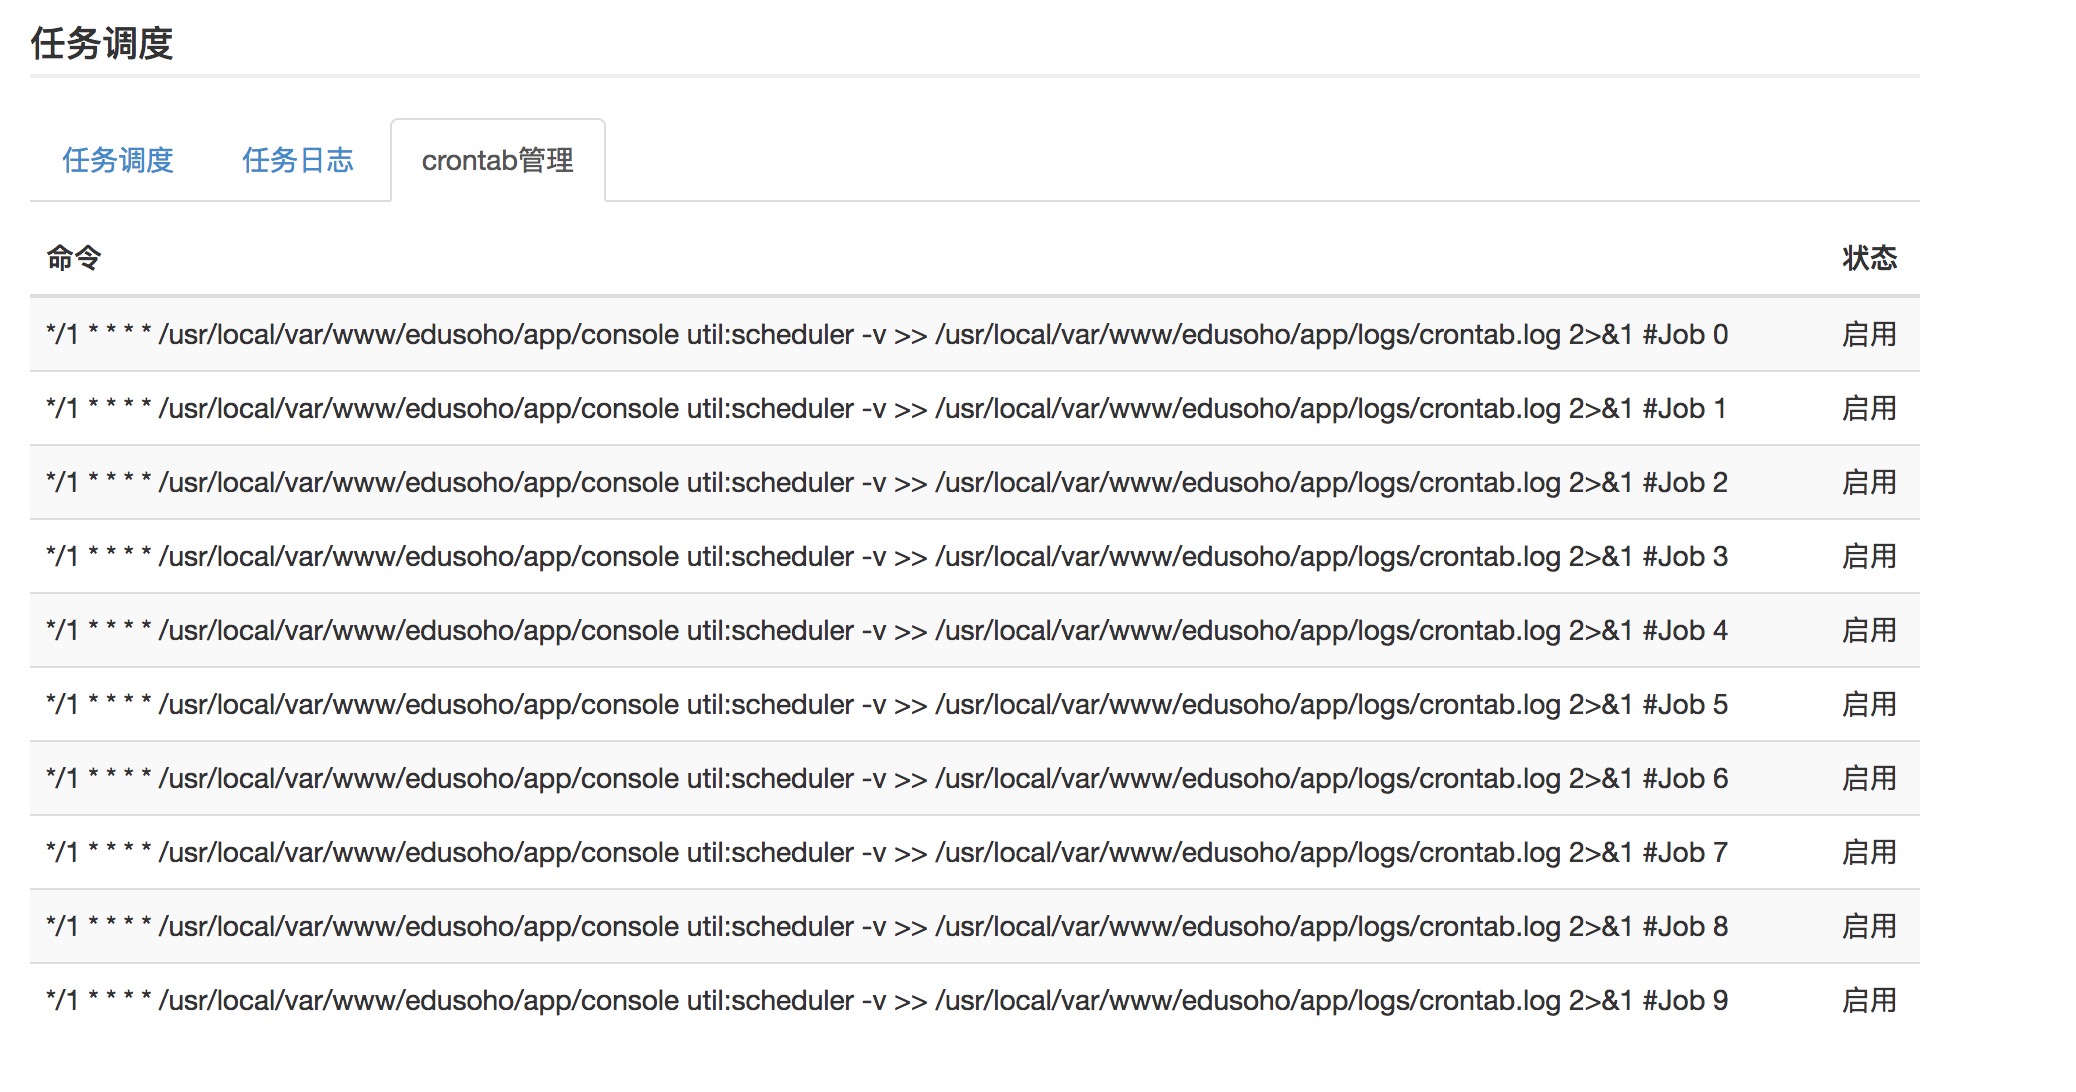 任务调度
任务调度 任务日志 crontab管理
命令 状态
*/1 * * * * /usr/local/var/www/edusoho/app/console util:scheduler -v >> /usr/local/var/www/edusoho/app/logs/crontab.log 2>&1 #Job 0 启用
*/1 * * * * /usr/local/var/www/edusoho/app/console util:scheduler -v >> /usr/local/var/www/edusoho/app/logs/crontab.log 2>&1 #Job 1 启用
*/1 * * * * /usr/local/var/www/edusoho/app/console util:scheduler -v >> /usr/local/var/www/edusoho/app/logs/crontab.log 2>&1 #Job 2 启用
*/1 * * * * /usr/local/var/www/edusoho/app/console util:scheduler -v >> /usr/local/var/www/edusoho/app/logs/crontab.log 2>&1 #Job 3 启用
*/1 * * * * /usr/local/var/www/edusoho/app/console util:scheduler -v >> /usr/local/var/www/edusoho/app/logs/crontab.log 2>&1 #Job 4 启用
*/1 * * * * /usr/local/var/www/edusoho/app/console util:scheduler -v >> /usr/local/var/www/edusoho/app/logs/crontab.log 2>&1 #Job 5 启用
*/1 * * * * /usr/local/var/www/edusoho/app/console util:scheduler -v >> /usr/local/var/www/edusoho/app/logs/crontab.log 2>&1 #Job 6 启用
*/1 * * * * /usr/local/var/www/edusoho/app/console util:scheduler -v >> /usr/local/var/www/edusoho/app/logs/crontab.log 2>&1 #Job 7 启用
*/1 * * * * /usr/local/var/www/edusoho/app/console util:scheduler -v >> /usr/local/var/www/edusoho/app/logs/crontab.log 2>&1 #Job 8 启用
*/1 * * * * /usr/local/var/www/edusoho/app/console util:scheduler -v >> /usr/local/var/www/edusoho/app/logs/crontab.log 2>&1 #Job 9 启用